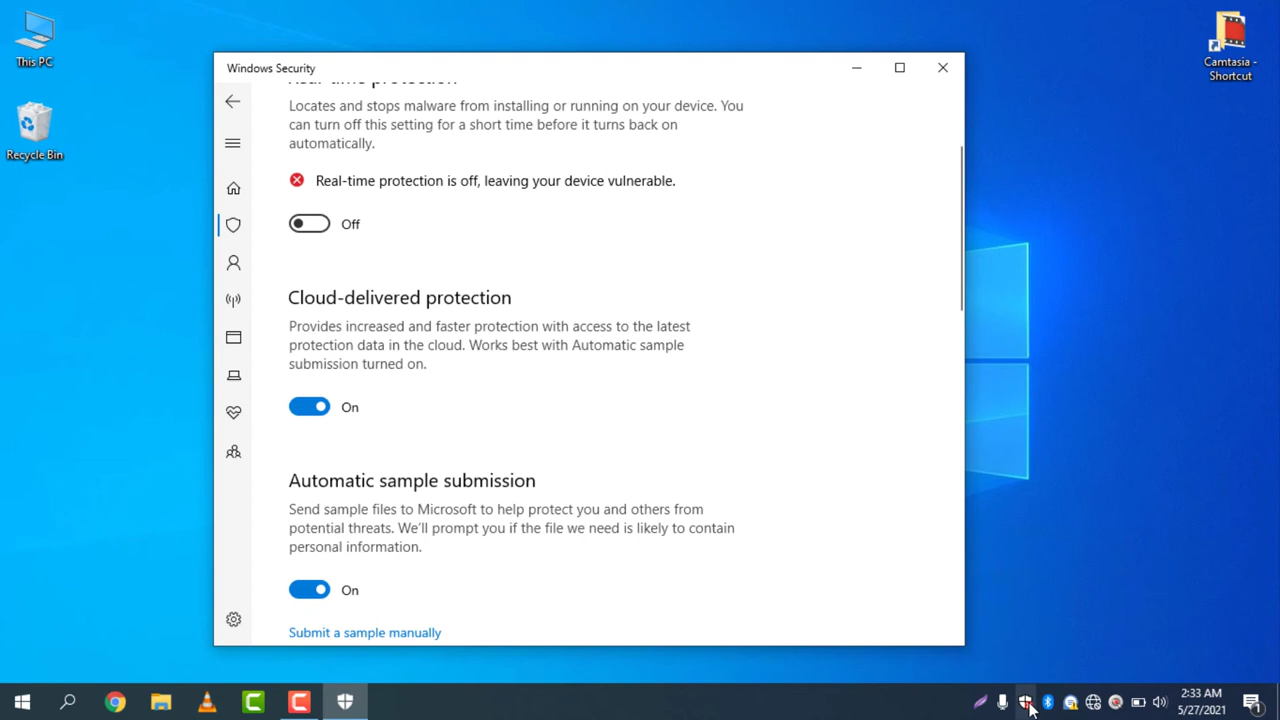 This PC
Recycle Bin
Camtasia -
Shortcut
Windows Security
Real-time protection
Locates and stops malware from installing or running on your device. You
can turn off this setting for a short time before it turns back on
automatically.
Real-time protection is off, leaving your device vulnerable.
Off
Cloud-delivered protection
Provides increased and faster protection with access to the latest
protection data in the cloud. Works best with Automatic sample
submission turned on.
On
Automatic sample submission
Send sample files to Microsoft to help protect you and others from
potential threats. We'll prompt you if the file we need is likely to contain
personal information.
On
Submit a sample manually
2:33 AM
5/27/2021
1